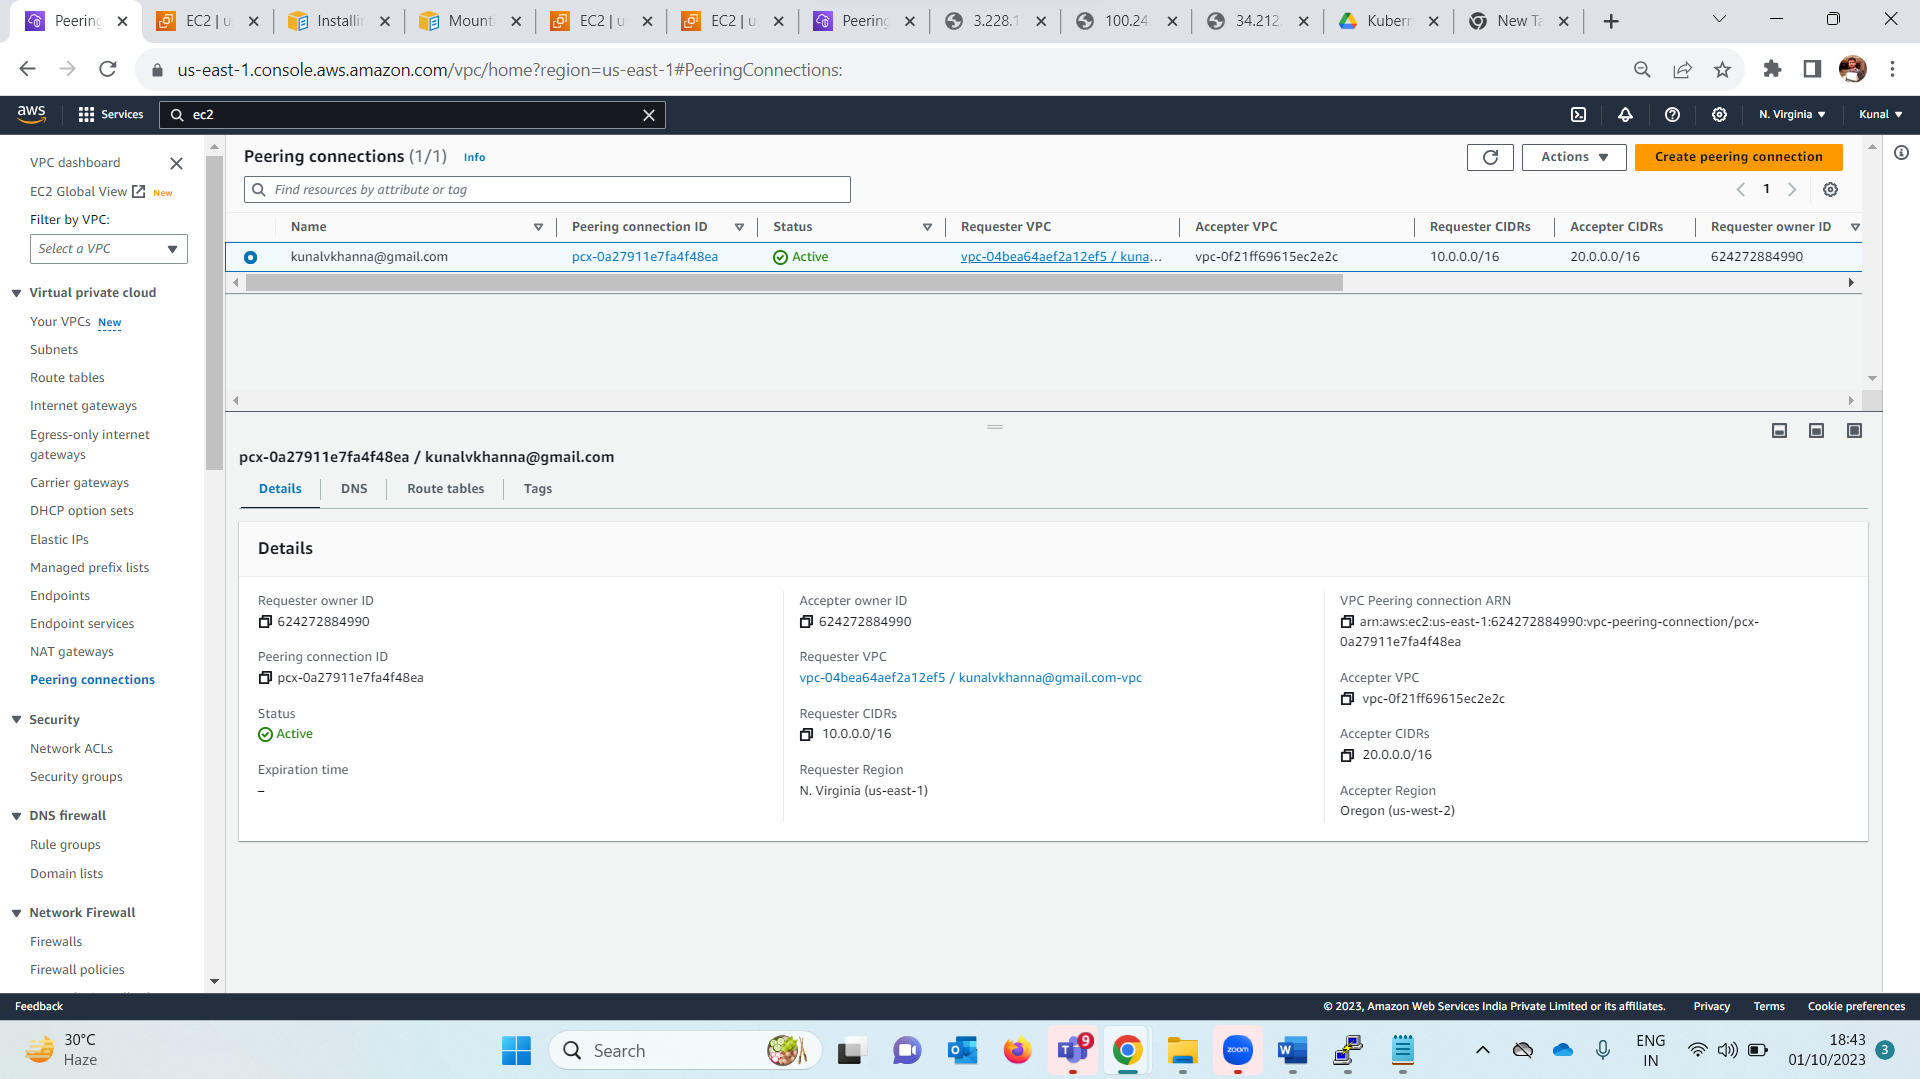 Peering
EC2 | u
Installin
Mount
EC2 | u
EC2 | u
Peering
3.228.1
100.24.
34.212.
Kubern
New Ta
us-east-1.console.aws.amazon.com/vpc/home?region=us-east-1#PeeringConnections:
aws
Services
ec2
N. Virginia
Kunal
VPC dashboard
EC2 Global View New
Filter by VPC:
Select a VPC
Virtual private cloud
Your VPCs New
Subnets
Route tables
Internet gateways
Egress-only internet
gateways
Carrier gateways
DHCP option sets
Elastic IPs
Managed prefix lists
Endpoints
Endpoint services
NAT gateways
Peering connections
Security
Network ACLs
Security groups
DNS firewall
Rule groups
Domain lists
Network Firewall
Firewalls
Firewall policies
Peering connections (1/1) Info
Actions
Create peering connection
Find resources by attribute or tag
1
Name Peering connection ID Status Requester VPC Accepter VPC Requester CIDRs Accepter CIDRs Requester owner ID
kunalvkhanna@gmail.com pcx-0a27911e7fa4f48ea Active vpc-04bea64aef2a12ef5 / kuna... vpc-0f21ff69615ec2e2c 10.0.0.0/16 20.0.0.0/16 624272884990
pcx-0a27911e7fa4f48ea / kunalvkhanna@gmail.com
Details DNS Route tables Tags
Details
Requester owner ID
624272884990
Peering connection ID
pcx-0a27911e7fa4f48ea
Status
Active
Expiration time
–
Accepter owner ID
624272884990
Requester VPC
vpc-04bea64aef2a12ef5 / kunalvkhanna@gmail.com-vpc
Requester CIDRs
10.0.0.0/16
Requester Region
N. Virginia (us-east-1)
VPC Peering connection ARN
arn:aws:ec2:us-east-1:624272884990:vpc-peering-connection/pcx-
0a27911e7fa4f48ea
Accepter VPC
vpc-0f21ff69615ec2e2c
Accepter CIDRs
20.0.0.0/16
Accepter Region
Oregon (us-west-2)
Feedback
© 2023, Amazon Web Services India Private Limited or its affiliates. Privacy Terms Cookie preferences
30°C
Haze
Search
9
zoom
ENG
IN
18:43
01/10/2023
3